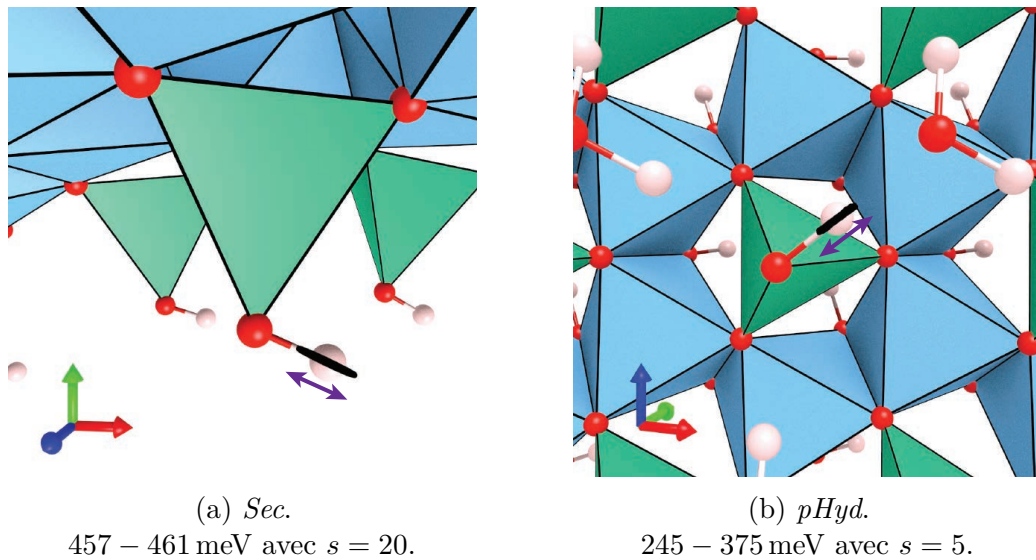 (a) Sec.
457 – 461 meV avec s = 20.
(b) pHyd.
245 – 375 meV avec s = 5.